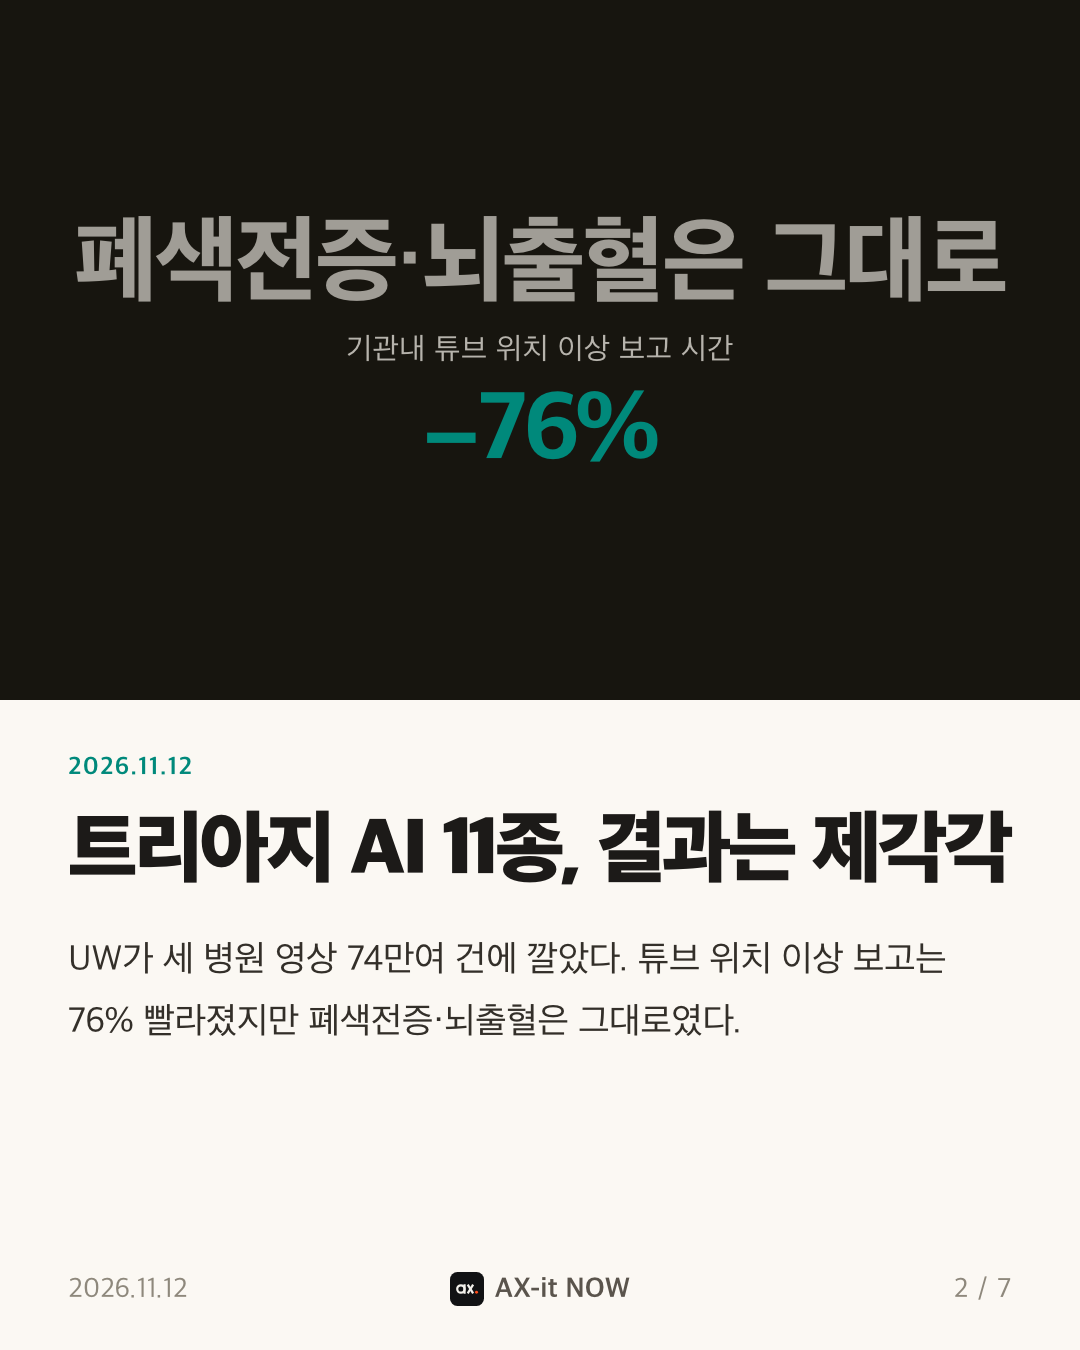 폐색전증·뇌출혈은 그대로
기관내 튜브 위치 이상 보고 시간
–76%
2026.11.12
트리아지 AI 11종, 결과는 제각각
UW가 세 병원 영상 74만여 건에 깔았다. 튜브 위치 이상 보고는
76% 빨라졌지만 폐색전증·뇌출혈은 그대로였다.
2026.11.12
ax. AX-it NOW
2 / 7